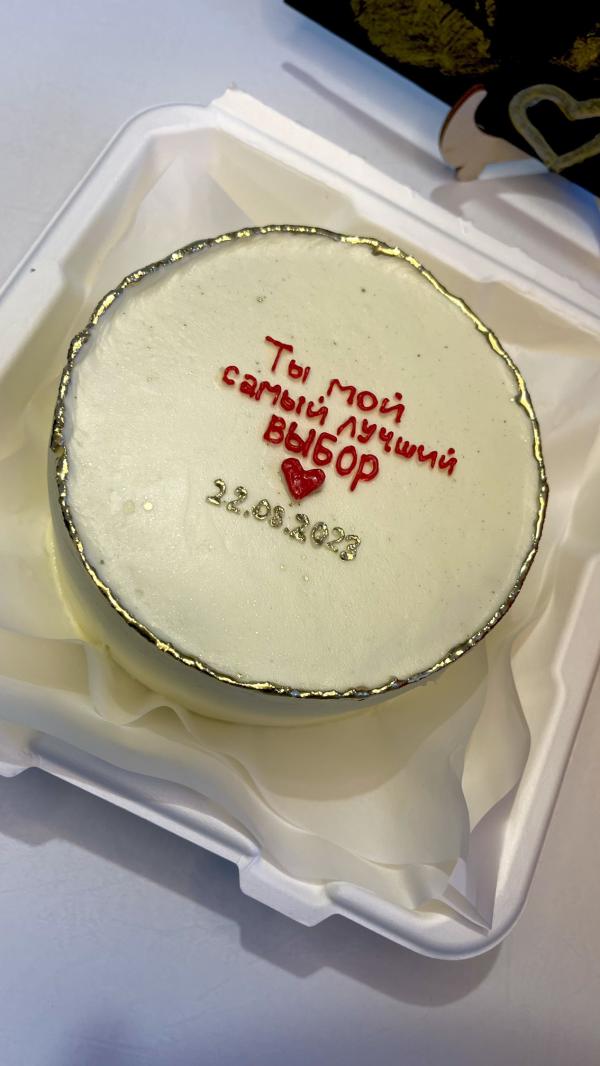 Ты мой
самый лучший
ВЫБОР
22.08.2023